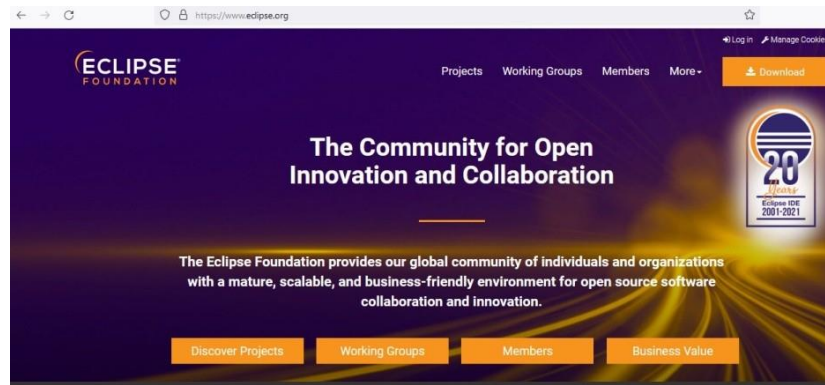 https://www.eclipse.org
Log in Manage Cookie
ECLIPSE
FOUNDATION
Projects Working Groups Members More
Download
The Community for Open
Innovation and Collaboration
20
Years
Eclipse IDE
2001-2021
The Eclipse Foundation provides our global community of individuals and organizations
with a mature, scalable, and business-friendly environment for open source software
collaboration and innovation.
Discover Projects Working Groups Members Business Value